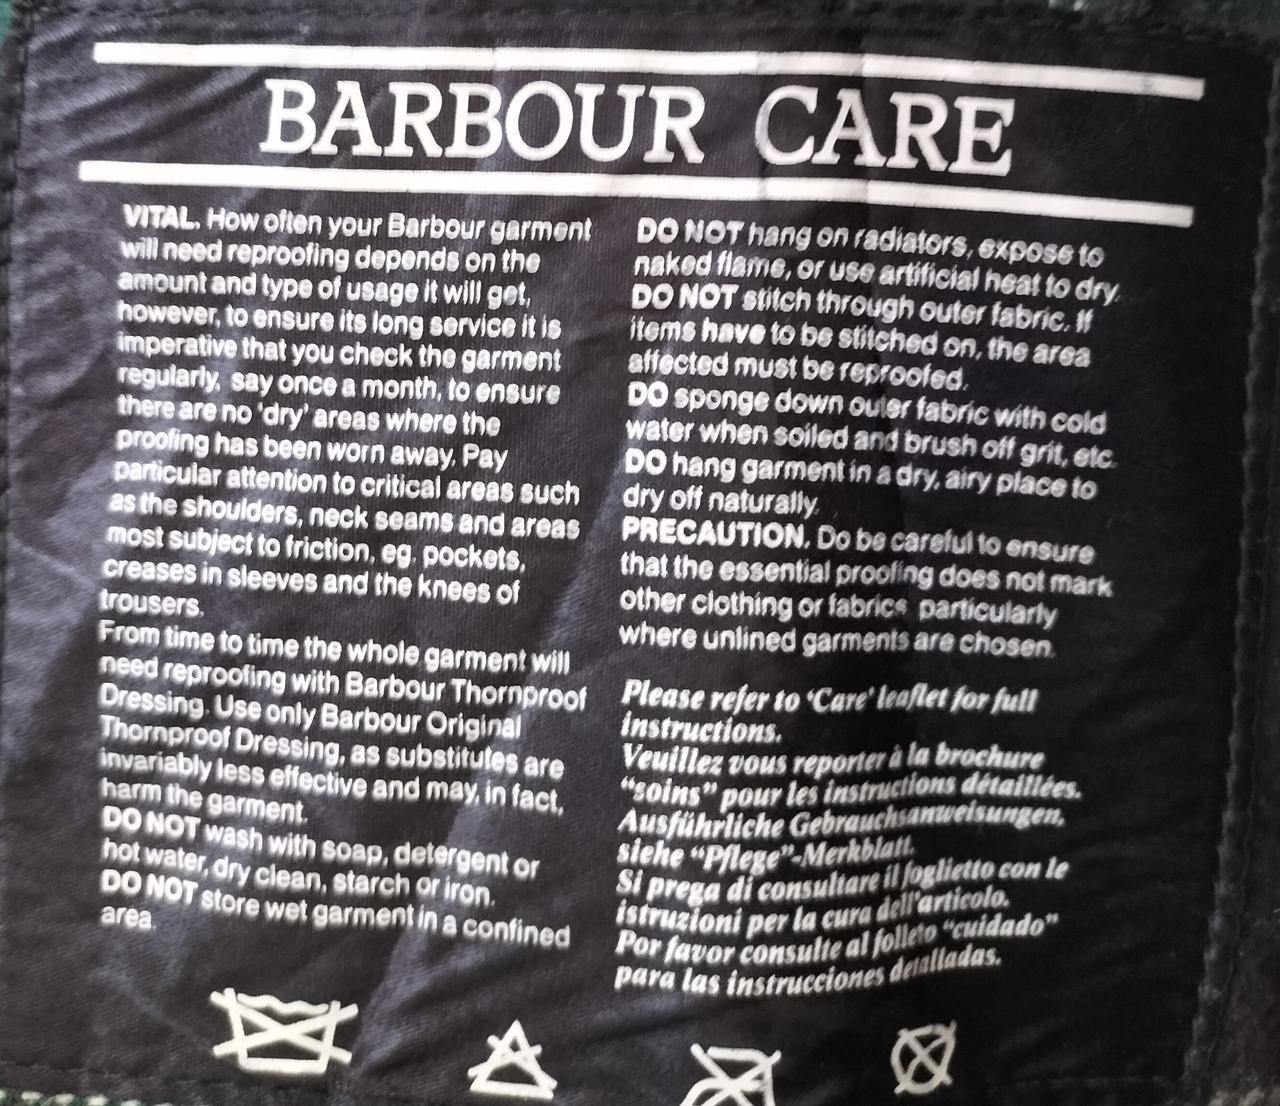 BARBOUR CARE
VITAL. How often your Barbour garment
will need reproofing depends on the
amount and type of usage it will get,
however, to ensure its long service it is
imperative that you check the garment
regularly, say once a month, to ensure
there are no 'dry' areas where the
proofing has been worn away. Pay
particular attention to critical areas such
as the shoulders, neck seams and areas
most subject to friction, eg. pockets,
creases in sleeves and the knees of
trousers.
From time to time the whole garment will
need reproofing with Barbour Thornproof
Dressing. Use only Barbour Original
Thornproof Dressing, as substitutes are
invariably less effective and may, in fact,
harm the garment.
DO NOT wash with soap, detergent or
hot water, dry clean, starch or iron.
DO NOT store wet garment in a confined
area.
DO NOT hang on radiators, expose to
naked flame, or use artificial heat to dry.
DO NOT stitch through outer fabric. If
items have to be stitched on, the area
affected must be reproofed.
DO sponge down outer fabric with cold
water when soiled and brush off grit, etc.
DO hang garment in a dry, airy place to
dry off naturally.
PRECAUTION. Do be careful to ensure
that the essential proofing does not mark
other clothing or fabrics particularly
where unlined garments are chosen.
Please refer to 'Care' leaflet for full
instructions.
Veuillez vous reporter à la brochure
"soins" pour les instructions détaillées.
Ausführliche Gebrauchsanweisungen,
siehe "Pflege"-Merkblatt.
Si prega di consultare il foglietto con le
istruzioni per la cura dell'articolo.
Por favor consulte al folleto "cuidado"
para las instrucciones detalladas.